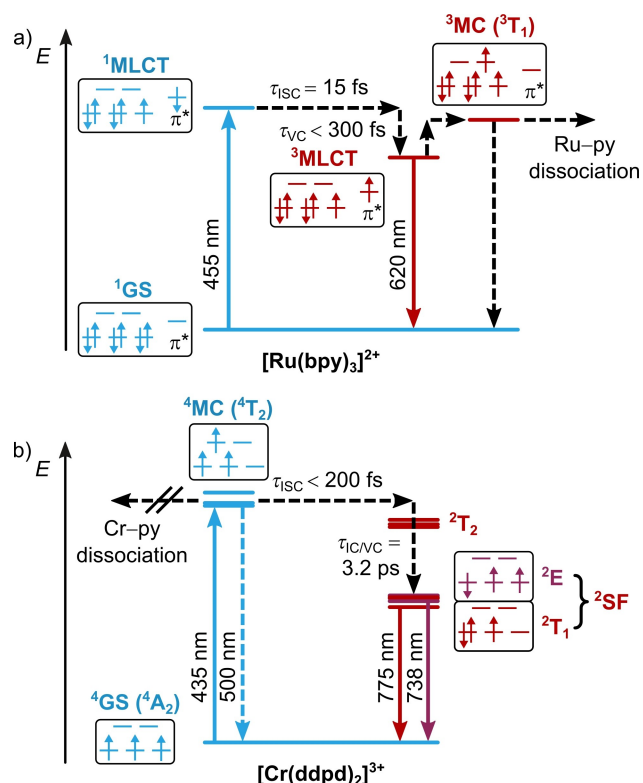 a)
E
¹MLCT
π*
τISC = 15 fs
τVC < 300 fs
³MLCT
π*
³MC (³T₁)
π*
Ru–py
dissociation
455 nm
620 nm
¹GS
π*
[Ru(bpy)₃]²⁺
b)
E
⁴MC (⁴T₂)
τISC < 200 fs
Cr–py
dissociation
²T₂
τIC/VC =
3.2 ps
²E
²T₁
²SF
435 nm
500 nm
775 nm
738 nm
⁴GS (⁴A₂)
[Cr(ddpd)₂]³⁺